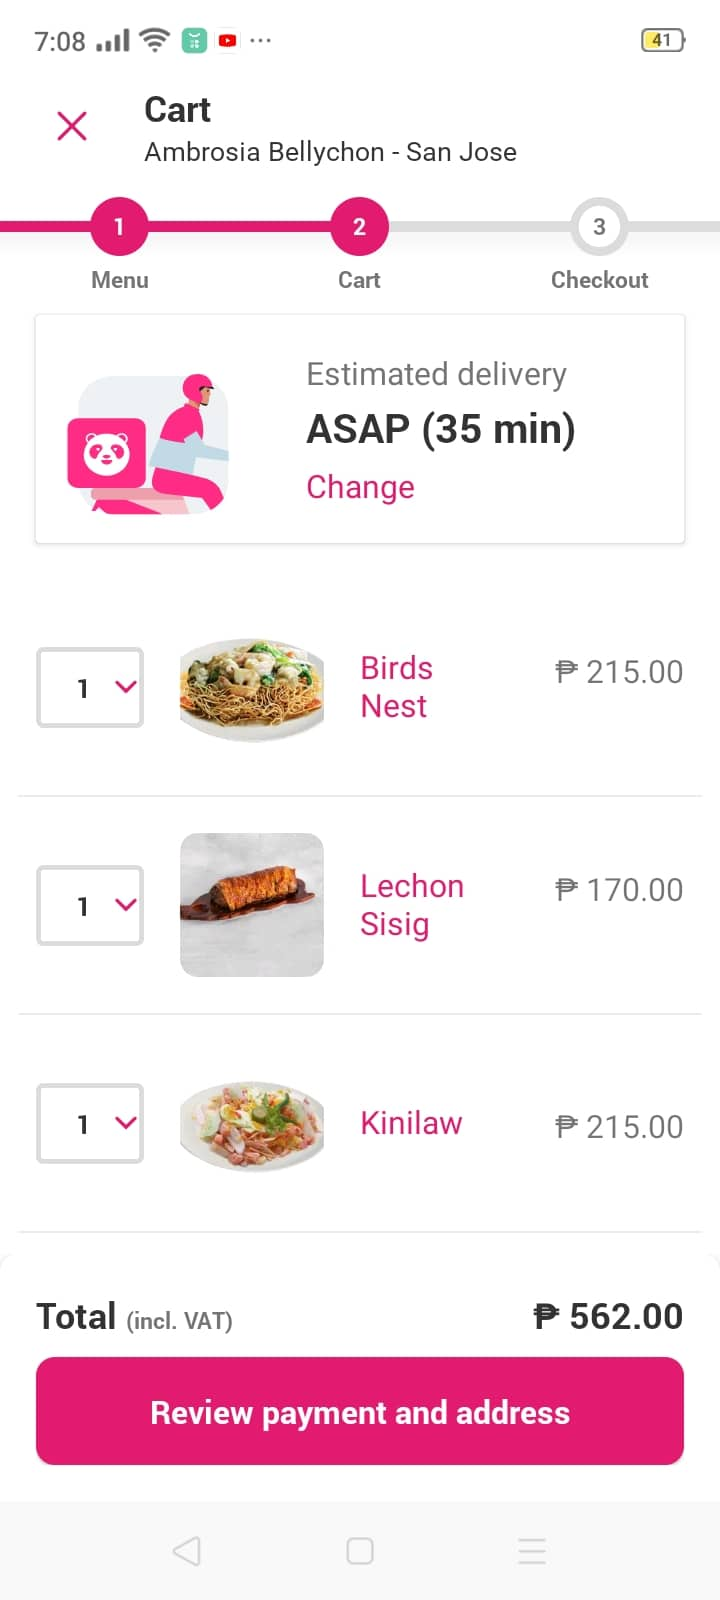 7:08
41
Cart
Ambrosia Bellychon - San Jose
1
2
3
Menu
Cart
Checkout
Estimated delivery
ASAP (35 min)
Change
1
Birds
Nest
₱ 215.00
1
Lechon
Sisig
₱ 170.00
1
Kinilaw
₱ 215.00
Total (incl. VAT)
₱ 562.00
Review payment and address